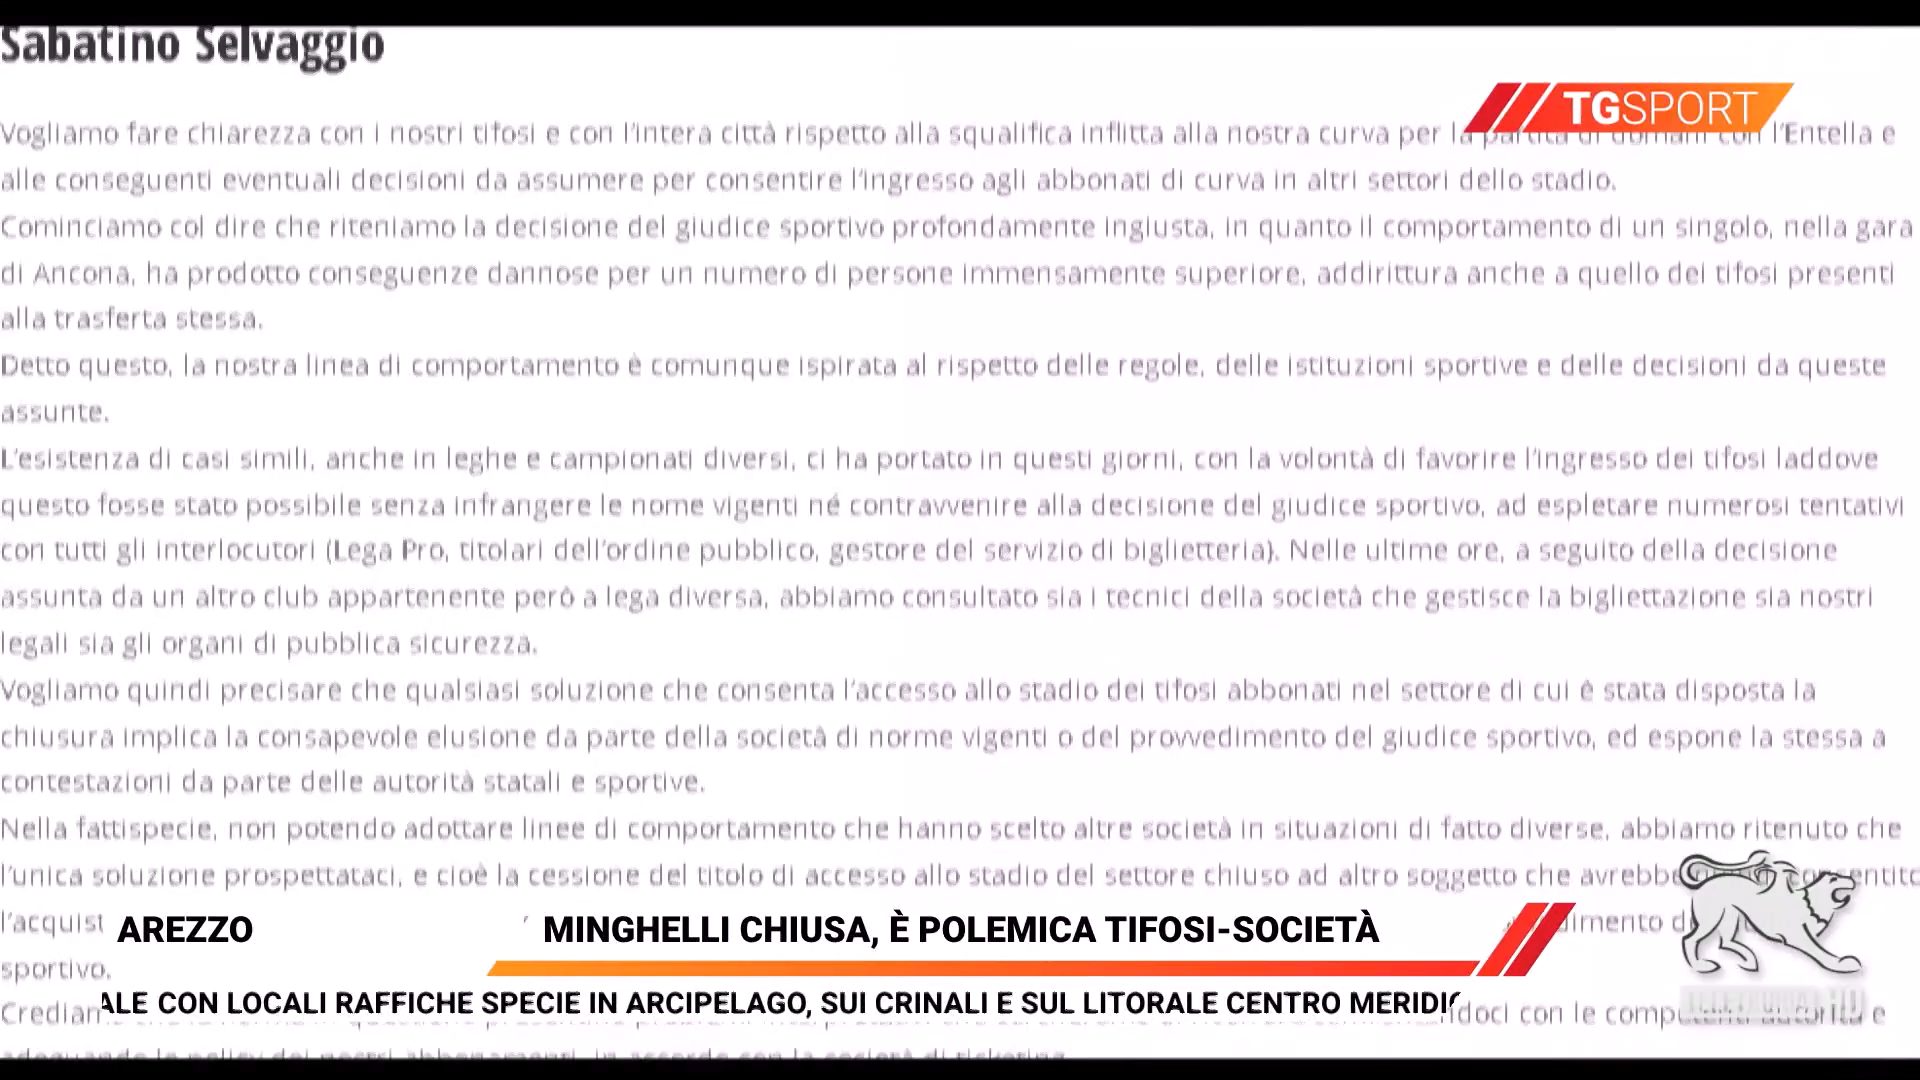 Sabatino Selvaggio
TGSPORT
Vogliamo fare chiarezza con i nostri tifosi e con l'intera città rispetto alla squalifica inflitta alla nostra curva per la partita di domani con l'Entella e
alle conseguenti eventuali decisioni da assumere per consentire l'ingresso agli abbonati di curva in altri settori dello stadio.
Cominciamo col dire che riteniamo la decisione del giudice sportivo profondamente ingiusta, in quanto il comportamento di un singolo, nella gara
di Ancona, ha prodotto conseguenze dannose per un numero di persone immensamente superiore, addirittura anche a quello dei tifosi presenti
alla trasferta stessa.
Detto questo, la nostra linea di comportamento è comunque ispirata al rispetto delle regole, delle istituzioni sportive e delle decisioni da queste
assunte.
L'esistenza di casi simili, anche in leghe e campionati diversi, ci ha portato in questi giorni, con la volontà di favorire l'ingresso dei tifosi laddove
questo fosse stato possibile senza infrangere le nome vigenti né contravvenire alla decisione del giudice sportivo, ad espletare numerosi tentativi
con tutti gli interlocutori (Lega Pro, titolari dell'ordine pubblico, gestore del servizio di biglietteria). Nelle ultime ore, a seguito della decisione
assunta da un altro club appartenente però a lega diversa, abbiamo consultato sia i tecnici della società che gestisce la bigliettazione sia nostri
legali sia gli organi di pubblica sicurezza.
Vogliamo quindi precisare che qualsiasi soluzione che consenta l'accesso allo stadio dei tifosi abbonati nel settore di cui è stata disposta la
chiusura implica la consapevole elusione da parte della società di norme vigenti o del provvedimento del giudice sportivo, ed espone la stessa a
contestazioni da parte delle autorità statali e sportive.
Nella fattispecie, non potendo adottare linee di comportamento che hanno scelto altre società in situazioni di fatto diverse, abbiamo ritenuto che
l'unica soluzione prospettataci, e cioè la cessione del titolo di accesso allo stadio del settore chiuso ad altro soggetto che avrebbe
l'acquist
AREZZO
MINGHELLI CHIUSA, È POLEMICA TIFOSI-SOCIETÀ
sportivo.
ALE CON LOCALI RAFFICHE SPECIE IN ARCIPELAGO, SUI CRINALI E SUL LITORALE CENTRO MERIDI
doci con le competenti autorità e